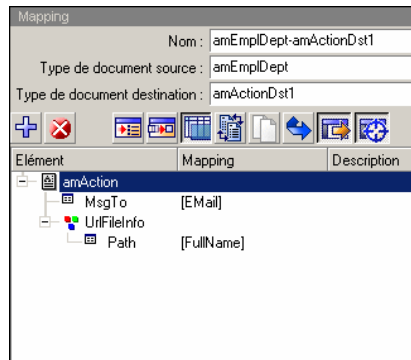 Mapping
Nom : amEmplDept-amActionDst1
Type de document source : amEmplDept
Type de document destination : amActionDst1
Elément Mapping Description
amAction
MsgTo [EMail]
UrlFileInfo
Path [FullName]